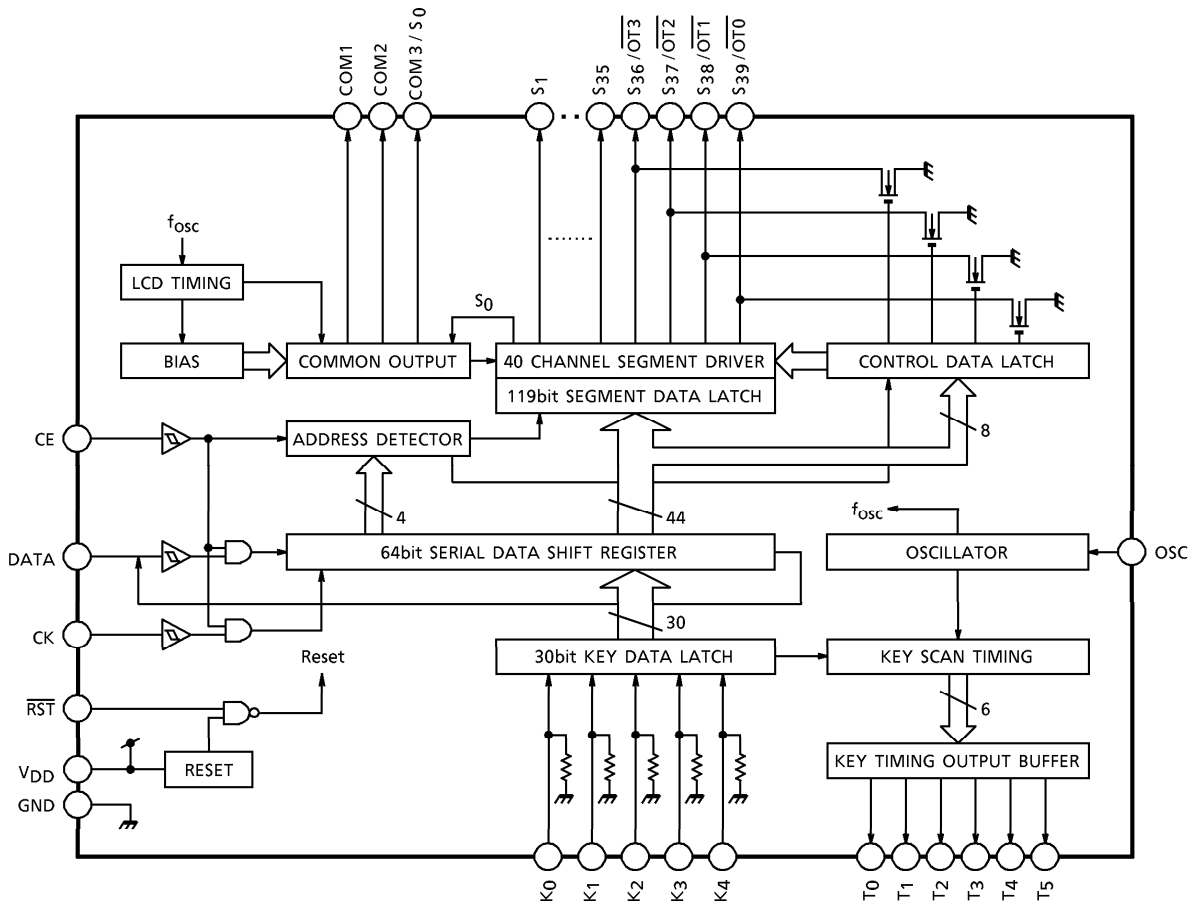 COM1
COM2
COM3/S0
S1
S35
S36/OT3
S37/OT2
S38/OT1
S39/OT0
fosc
LCD TIMING
S0
BIAS
COMMON OUTPUT
40 CHANNEL SEGMENT DRIVER
CONTROL DATA LATCH
119bit SEGMENT DATA LATCH
CE
ADDRESS DETECTOR
8
4
44
fosc
DATA
64bit SERIAL DATA SHIFT REGISTER
OSCILLATOR
OSC
CK
30
Reset
30bit KEY DATA LATCH
KEY SCAN TIMING
RST
6
VDD
RESET
KEY TIMING OUTPUT BUFFER
GND
K0
K1
K2
K3
K4
T0
T1
T2
T3
T4
T5